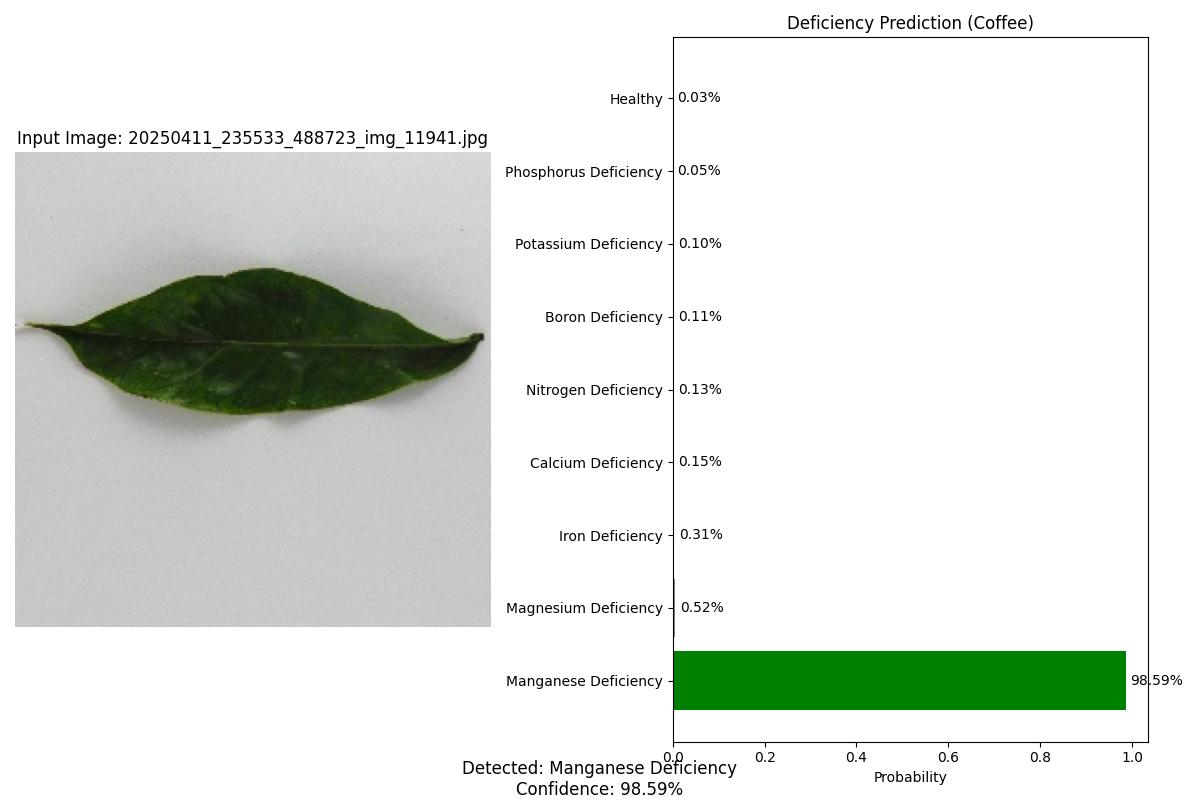 Deficiency Prediction (Coffee)
Input Image: 20250411_235533_488723_img_11941.jpg
Healthy 0.03%
Phosphorus Deficiency 0.05%
Potassium Deficiency 0.10%
Boron Deficiency 0.11%
Nitrogen Deficiency 0.13%
Calcium Deficiency 0.15%
Iron Deficiency 0.31%
Magnesium Deficiency 0.52%
Manganese Deficiency 98.59%
0.0 0.2 0.4 0.6 0.8 1.0
Probability
Detected: Manganese Deficiency
Confidence: 98.59%